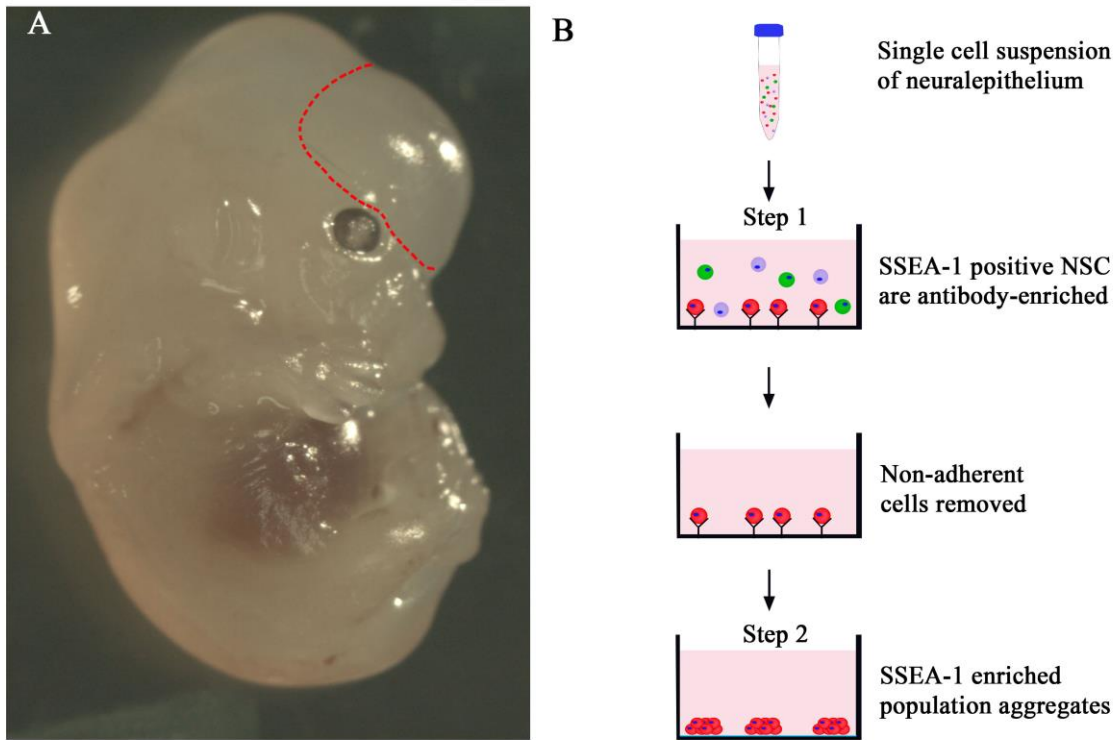 A
B
Single cell suspension
of neuralepithelium
Step 1
SSEA-1 positive NSC
are antibody-enriched
Non-adherent
cells removed
Step 2
SSEA-1 enriched
population aggregates